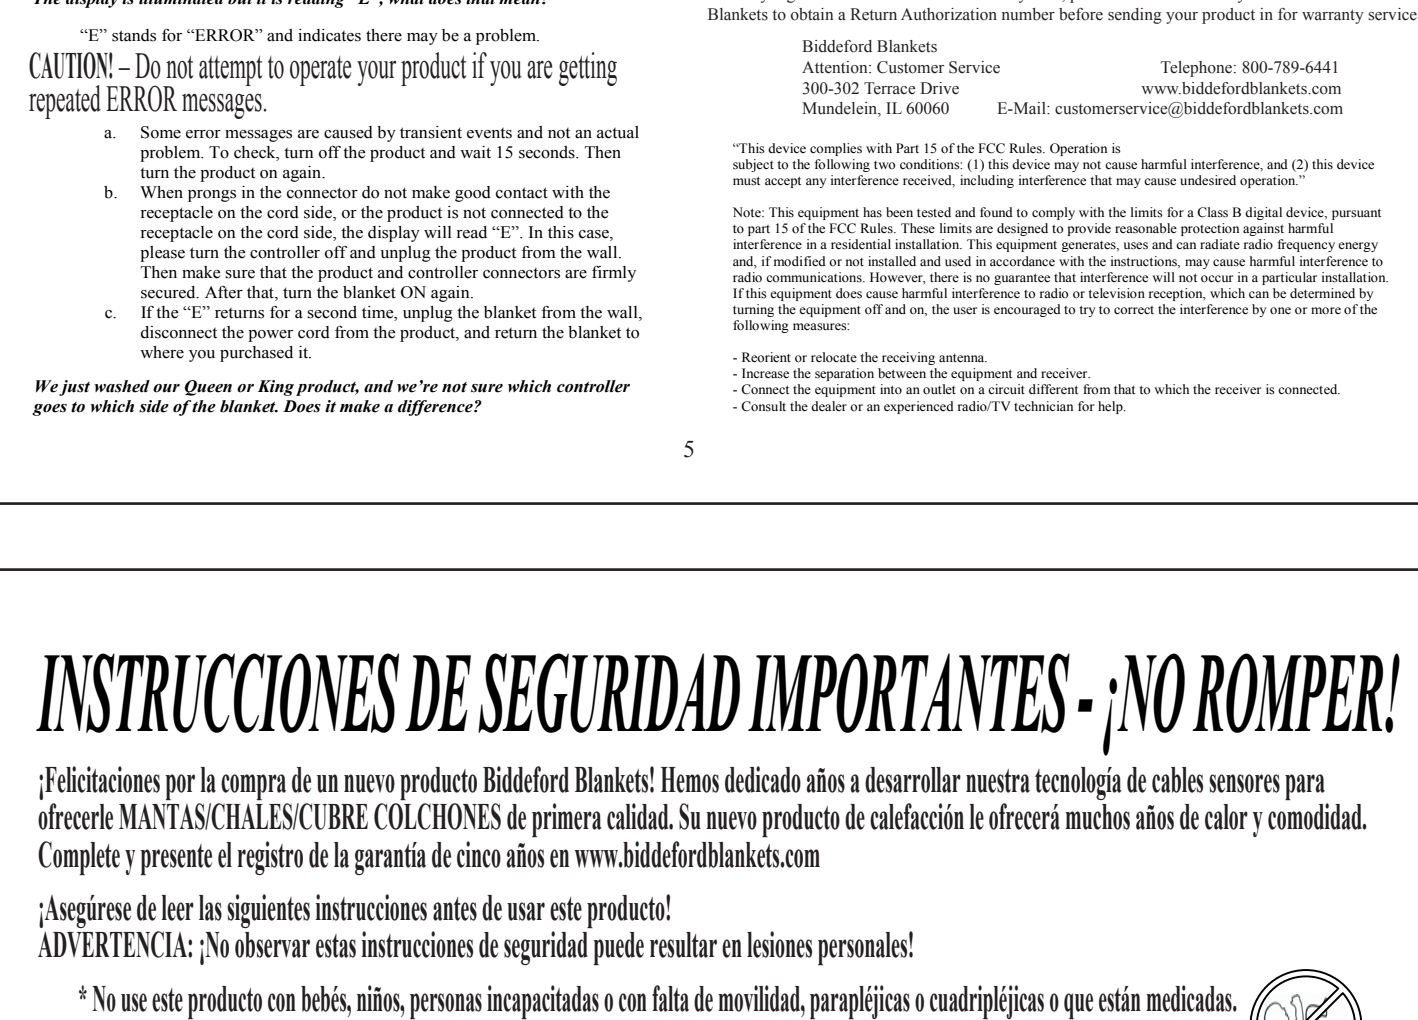 The display is illuminated but it is reading “E”, what does that mean?
“E” stands for “ERROR” and indicates there may be a problem.
CAUTION! – Do not attempt to operate your product if you are getting
repeated ERROR messages.
a. Some error messages are caused by transient events and not an actual
problem. To check, turn off the product and wait 15 seconds. Then
turn the product on again.
b. When prongs in the connector do not make good contact with the
receptacle on the cord side, or the product is not connected to the
receptacle on the cord side, the display will read “E”. In this case,
please turn the controller off and unplug the product from the wall.
Then make sure that the product and controller connectors are firmly
secured. After that, turn the blanket ON again.
c. If the “E” returns for a second time, unplug the blanket from the wall,
disconnect the power cord from the product, and return the blanket to
where you purchased it.
We just washed our Queen or King product, and we’re not sure which controller
goes to which side of the blanket. Does it make a difference?
Blankets to obtain a Return Authorization number before sending your product in for warranty service
Biddeford Blankets
Attention: Customer Service Telephone: 800-789-6441
300-302 Terrace Drive www.biddefordblankets.com
Mundelein, IL 60060 E-Mail: customerservice@biddefordblankets.com
“This device complies with Part 15 of the FCC Rules. Operation is
subject to the following two conditions: (1) this device may not cause harmful interference, and (2) this device
must accept any interference received, including interference that may cause undesired operation.”
Note: This equipment has been tested and found to comply with the limits for a Class B digital device, pursuant
to part 15 of the FCC Rules. These limits are designed to provide reasonable protection against harmful
interference in a residential installation. This equipment generates, uses and can radiate radio frequency energy
and, if modified or not installed and used in accordance with the instructions, may cause harmful interference to
radio communications. However, there is no guarantee that interference will not occur in a particular installation.
If this equipment does cause harmful interference to radio or television reception, which can be determined by
turning the equipment off and on, the user is encouraged to try to correct the interference by one or more of the
following measures:
- Reorient or relocate the receiving antenna.
- Increase the separation between the equipment and receiver.
- Connect the equipment into an outlet on a circuit different from that to which the receiver is connected.
- Consult the dealer or an experienced radio/TV technician for help.
5
INSTRUCCIONES DE SEGURIDAD IMPORTANTES - ¡NO ROMPER!
¡Felicitaciones por la compra de un nuevo producto Biddeford Blankets! Hemos dedicado años a desarrollar nuestra tecnología de cables sensores para
ofrecerle MANTAS/CHALES/CUBRE COLCHONES de primera calidad. Su nuevo producto de calefacción le ofrecerá muchos años de calor y comodidad.
Complete y presente el registro de la garantía de cinco años en www.biddefordblankets.com
¡Asegúrese de leer las siguientes instrucciones antes de usar este producto!
ADVERTENCIA: ¡No observar estas instrucciones de seguridad puede resultar en lesiones personales!
* No use este producto con bebés, niños, personas incapacitadas o con falta de movilidad, parapléjicas o cuadripléjicas o que están medicadas.